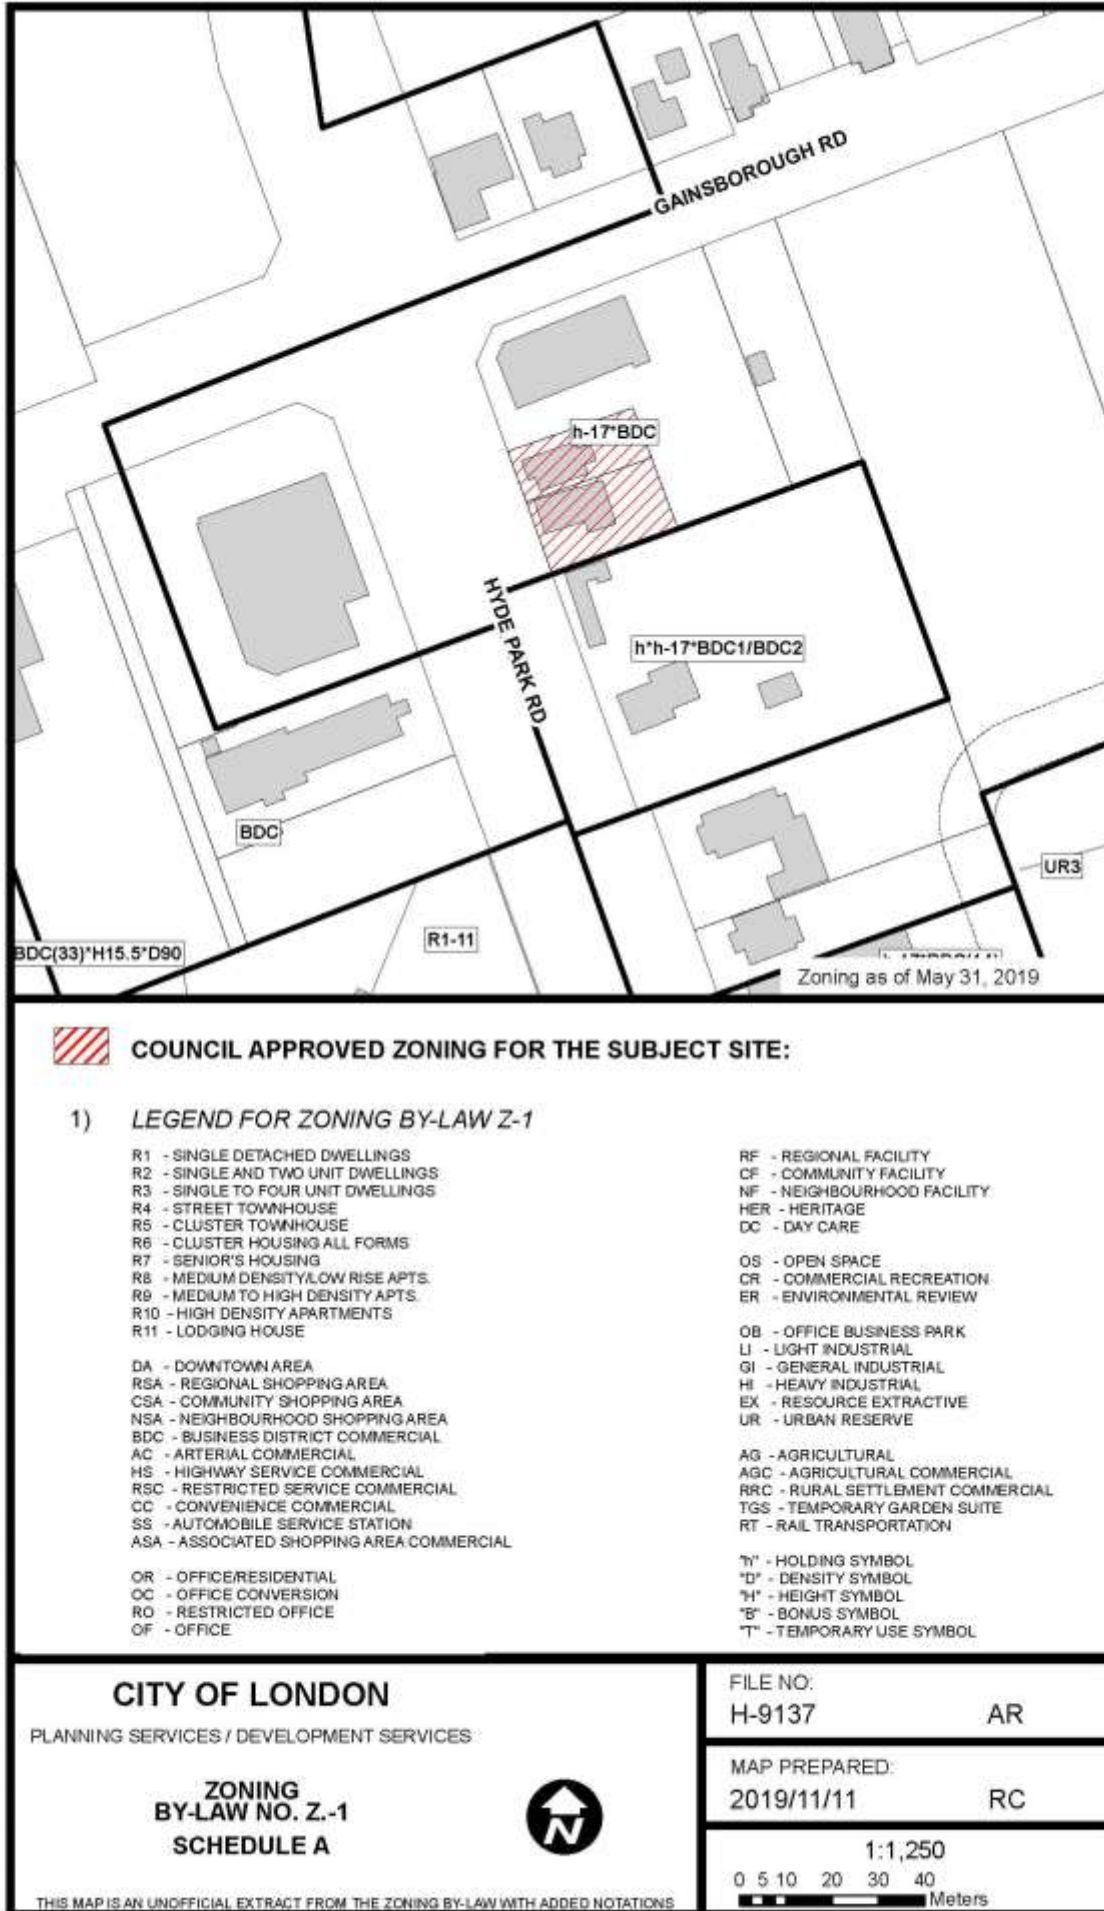 GAINSBOROUGH RD
h-17*BDC
HYDE PARK RD
h*h-17*BDC1/BDC2
BDC
UR3
R1-11
BDC(33)*H15.5*D90
Zoning as of May 31, 2019
COUNCIL APPROVED ZONING FOR THE SUBJECT SITE:
1) LEGEND FOR ZONING BY-LAW Z-1
R1 - SINGLE DETACHED DWELLINGS
R2 - SINGLE AND TWO UNIT DWELLINGS
R3 - SINGLE TO FOUR UNIT DWELLINGS
R4 - STREET TOWNHOUSE
R5 - CLUSTER TOWNHOUSE
R6 - CLUSTER HOUSING ALL FORMS
R7 - SENIOR'S HOUSING
R8 - MEDIUM DENSITY/LOW RISE APTS.
R9 - MEDIUM TO HIGH DENSITY APTS.
R10 - HIGH DENSITY APARTMENTS
R11 - LODGING HOUSE
DA - DOWNTOWN AREA
RSA - REGIONAL SHOPPING AREA
CSA - COMMUNITY SHOPPING AREA
NSA - NEIGHBOURHOOD SHOPPING AREA
BDC - BUSINESS DISTRICT COMMERCIAL
AC - ARTERIAL COMMERCIAL
HS - HIGHWAY SERVICE COMMERCIAL
RSC - RESTRICTED SERVICE COMMERCIAL
CC - CONVENIENCE COMMERCIAL
SS - AUTOMOBILE SERVICE STATION
ASA - ASSOCIATED SHOPPING AREA COMMERCIAL
OR - OFFICE/RESIDENTIAL
OC - OFFICE CONVERSION
RO - RESTRICTED OFFICE
OF - OFFICE
RF - REGIONAL FACILITY
CF - COMMUNITY FACILITY
NF - NEIGHBOURHOOD FACILITY
HER - HERITAGE
DC - DAY CARE
OS - OPEN SPACE
CR - COMMERCIAL RECREATION
ER - ENVIRONMENTAL REVIEW
OB - OFFICE BUSINESS PARK
LI - LIGHT INDUSTRIAL
GI - GENERAL INDUSTRIAL
HI - HEAVY INDUSTRIAL
EX - RESOURCE EXTRACTIVE
UR - URBAN RESERVE
AG - AGRICULTURAL
AGC - AGRICULTURAL COMMERCIAL
RRC - RURAL SETTLEMENT COMMERCIAL
TGS - TEMPORARY GARDEN SUITE
RT - RAIL TRANSPORTATION
"h" - HOLDING SYMBOL
"D" - DENSITY SYMBOL
"H" - HEIGHT SYMBOL
"B" - BONUS SYMBOL
"T" - TEMPORARY USE SYMBOL
CITY OF LONDON
PLANNING SERVICES / DEVELOPMENT SERVICES
ZONING
BY-LAW NO. Z.-1
SCHEDULE A
N
THIS MAP IS AN UNOFFICIAL EXTRACT FROM THE ZONING BY-LAW WITH ADDED NOTATIONS
FILE NO:
H-9137 AR
MAP PREPARED:
2019/11/11 RC
1:1,250
0 5 10 20 30 40
Meters